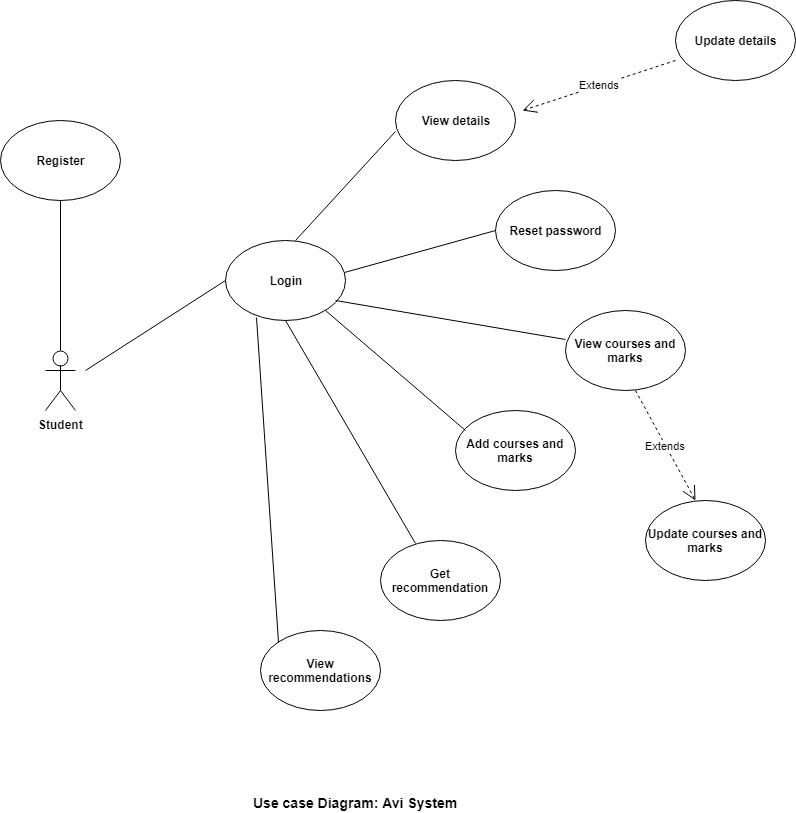 Update details
Extends
View details
Register
Reset password
Login
View courses and
marks
Student
Add courses and
marks
Extends
Update courses and
marks
Get
recommendation
View
recommendations
Use case Diagram: Avi System